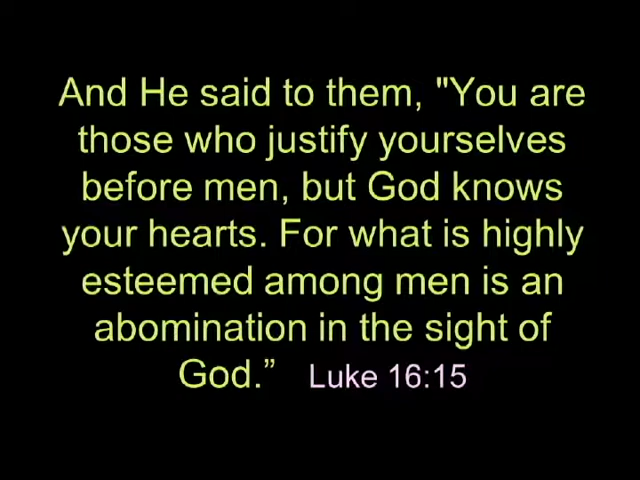 And He said to them, "You are
those who justify yourselves
before men, but God knows
your hearts. For what is highly
esteemed among men is an
abomination in the sight of
God.” Luke 16:15